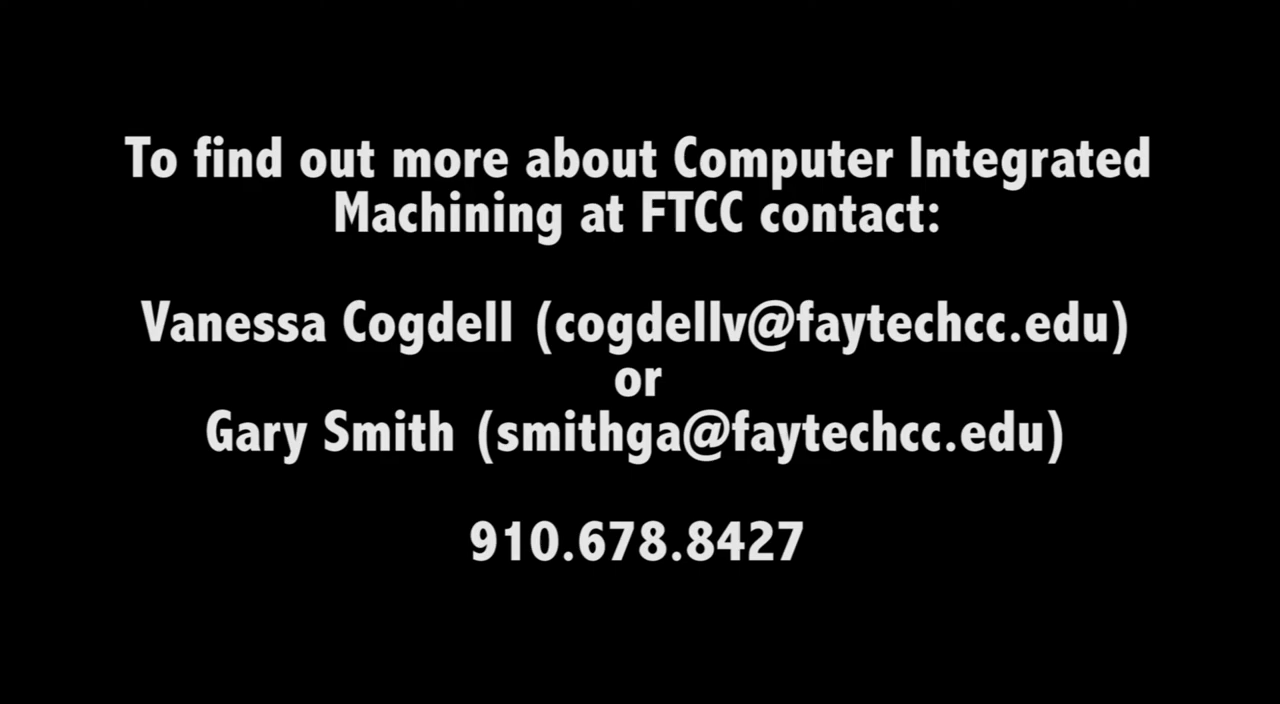 To find out more about Computer Integrated
Machining at FTCC contact:
Vanessa Cogdell (cogdellv@faytechcc.edu)
or
Gary Smith (smithga@faytechcc.edu)
910.678.8427